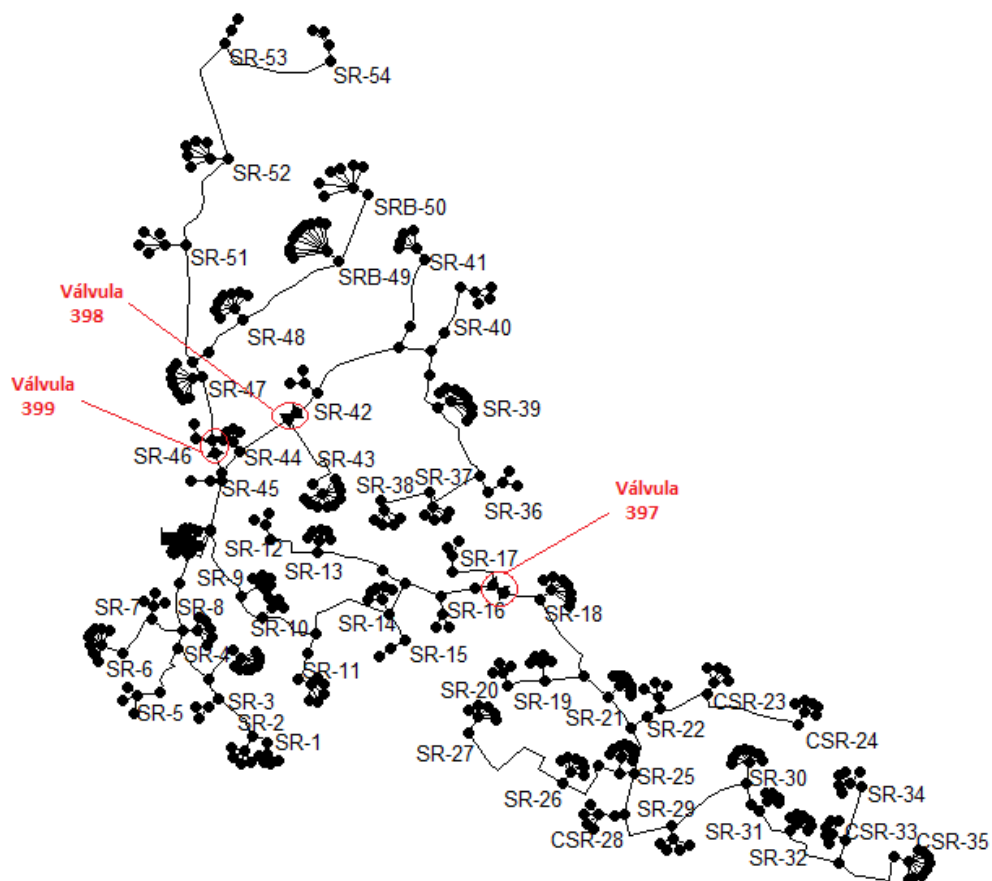 SR-53
SR-54
SR-52
SRB-50
SR-51
SRB-49
SR-41
Válvula
398
SR-48
SR-40
Válvula
399
SR-47
SR-42
SR-39
SR-46
SR-44
SR-43
SR-45
SR-38
SR-37
SR-36
Válvula
397
SR-12
SR-13
SR-17
SR-9
SR-16
SR-18
SR-7
SR-8
SR-10
SR-14
SR-15
SR-6
SR-4
SR-11
SR-5
SR-3
SR-2
SR-1
SR-20
SR-19
SR-21
SR-22
CSR-23
CSR-24
SR-27
SR-26
SR-25
SR-30
SR-34
CSR-28
SR-29
SR-31
SR-32
CSR-33
CSR-35